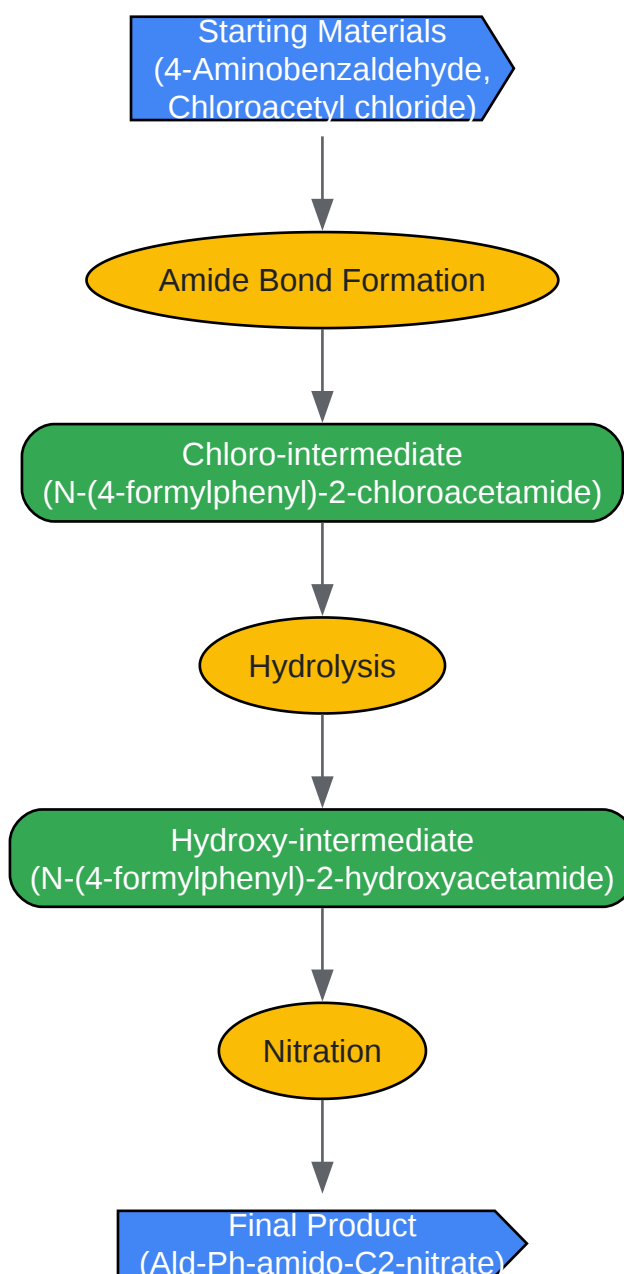 Starting Materials
(4-Aminobenzaldehyde,
Chloroacetyl chloride)
Amide Bond Formation
Chloro-intermediate
(N-(4-formylphenyl)-2-chloroacetamide)
Hydrolysis
Hydroxy-intermediate
(N-(4-formylphenyl)-2-hydroxyacetamide)
Nitration
Final Product
(Ald-Ph-amido-C2-nitrate)